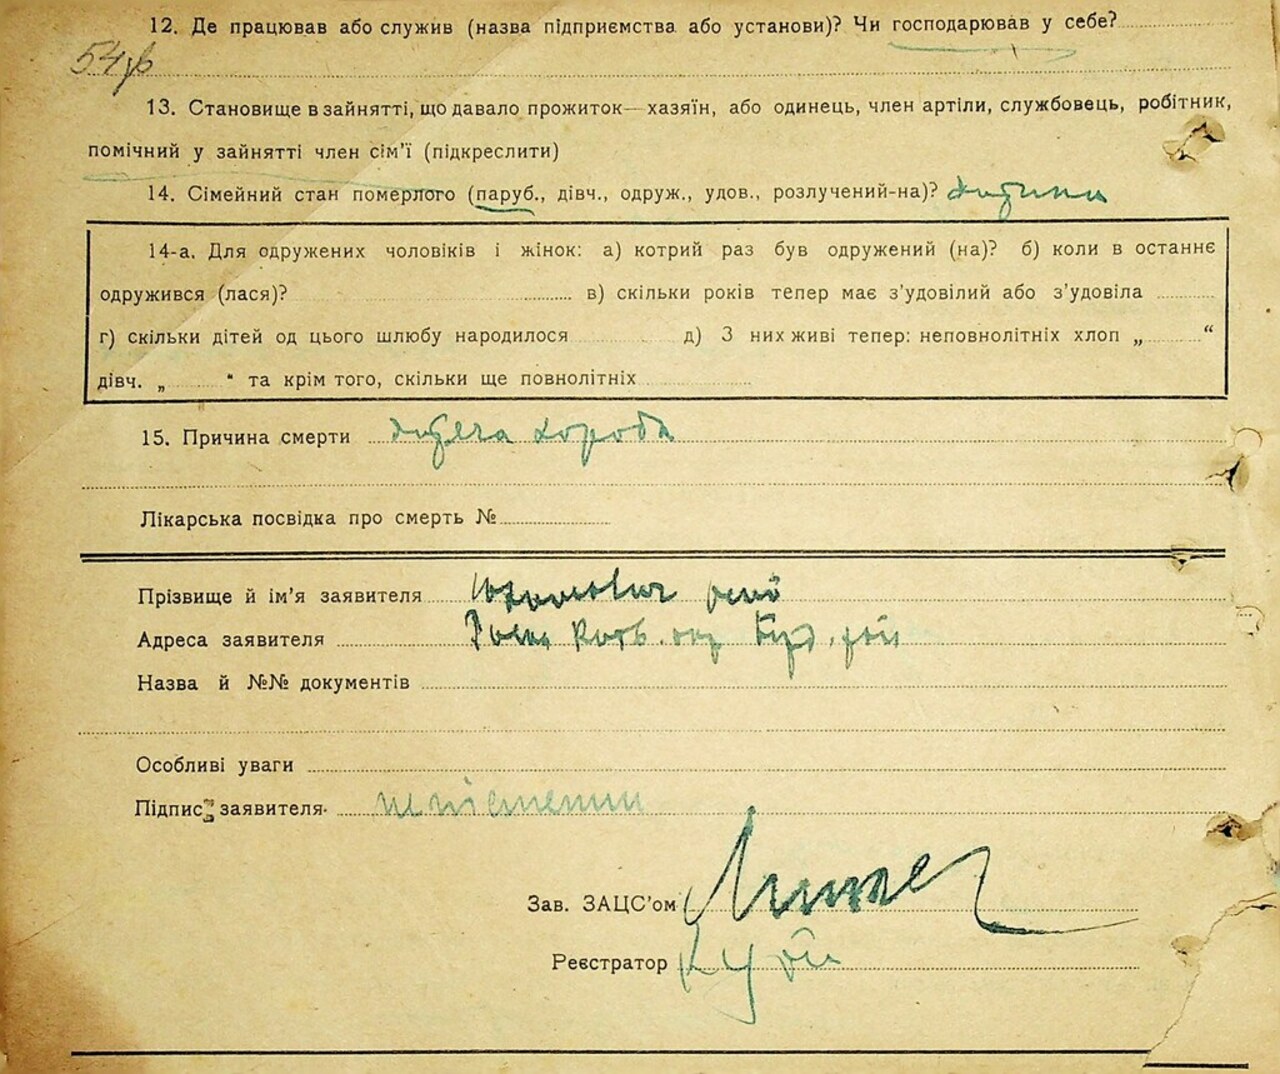 12. Де працював або служив (назва підприємства або установи)? Чи господарював у себе?
13. Становище в зайнятті, що давало прожиток—хазяїн, або одинець, член артіли, службовець, робітник,
помічний у зайнятті член сім’ї (підкреслити)
14. Сімейний стан померлого (паруб., дівч., одруж., удов., розлучений-на)? дитина
14-а. Для одружених чоловіків і жінок: а) котрий раз був одружений (на)? б) коли в останнє
одружився (лася)? в) скільки років тепер має з’удовілий або з’удовіла
г) скільки дітей од цього шлюбу народилося д) З них живі тепер: неповнолітніх хлоп „ “
дівч. „ “ та крім того, скільки ще повнолітніх
15. Причина смерти дитяча хороба
Лікарська посвідка про смерть №
Прізвище й ім’я заявителя
Адреса заявителя
Назва й №№ документів
Особливі уваги
Підпис заявителя неписьменний
Зав. ЗАЦС’ом
Реєстратор